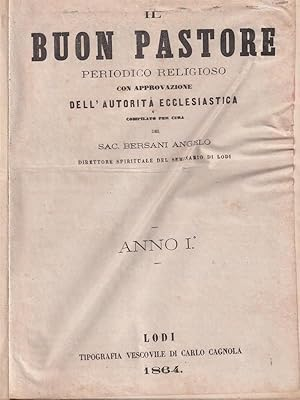 IL
BUON PASTORE
PERIODICO RELIGIOSO
CON APPROVAZIONE
DELL'AUTORITÀ ECCLESIASTICA
COMPILATO PER CURA
DEL
SAC. BERSANI ANGELO
DIRETTORE SPIRITUALE DEL SEMINARIO DI LODI
ANNO I.°
LODI
TIPOGRAFIA VESCOVILE DI CARLO CAGNOLA
1864.